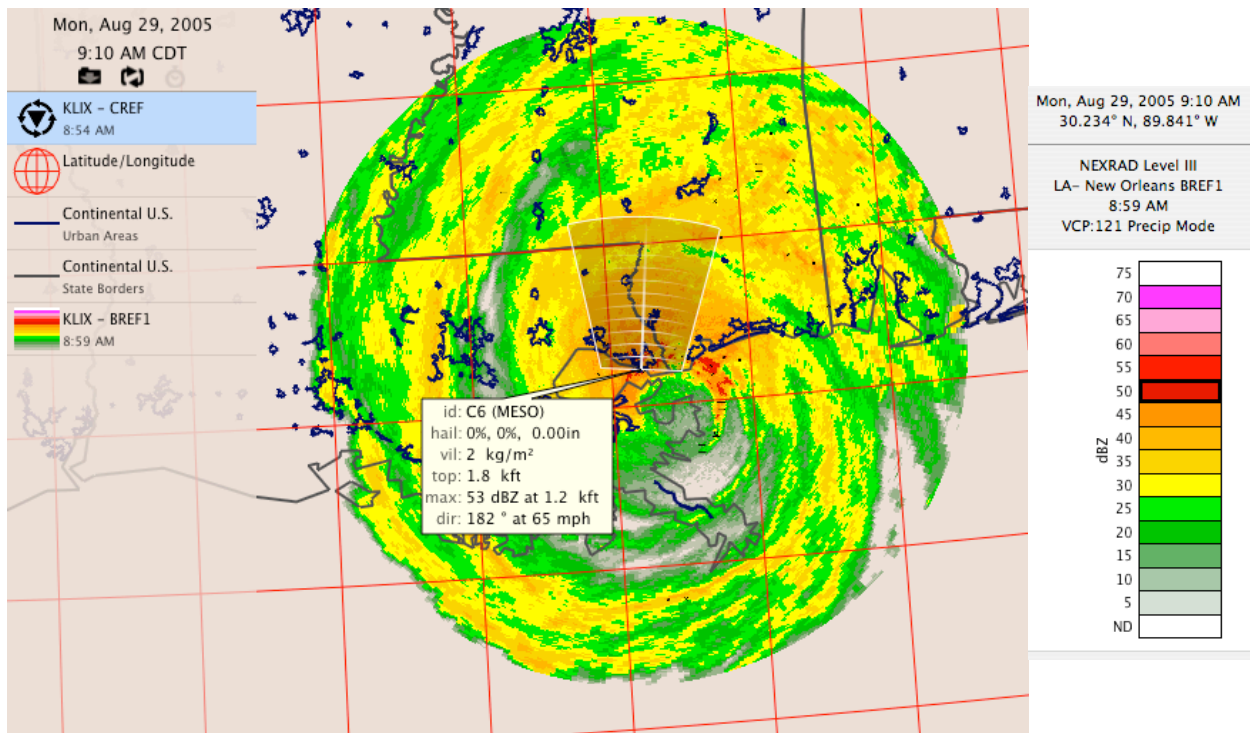 Mon, Aug 29, 2005
9:10 AM CDT
KLIX - CREF
8:54 AM
Latitude/Longitude
Continental U.S.
Urban Areas
Continental U.S.
State Borders
KLIX - BREF1
8:59 AM
id: C6 (MESO)
hail: 0%, 0%, 0.00in
vil: 2 kg/m²
top: 1.8 kft
max: 53 dBZ at 1.2 kft
dir: 182 ° at 65 mph
Mon, Aug 29, 2005 9:10 AM
30.234° N, 89.841° W
NEXRAD Level III
LA- New Orleans BREF1
8:59 AM
VCP:121 Precip Mode
75
70
65
60
55
50
45
40
35
30
25
20
15
10
5
ND
dBZ